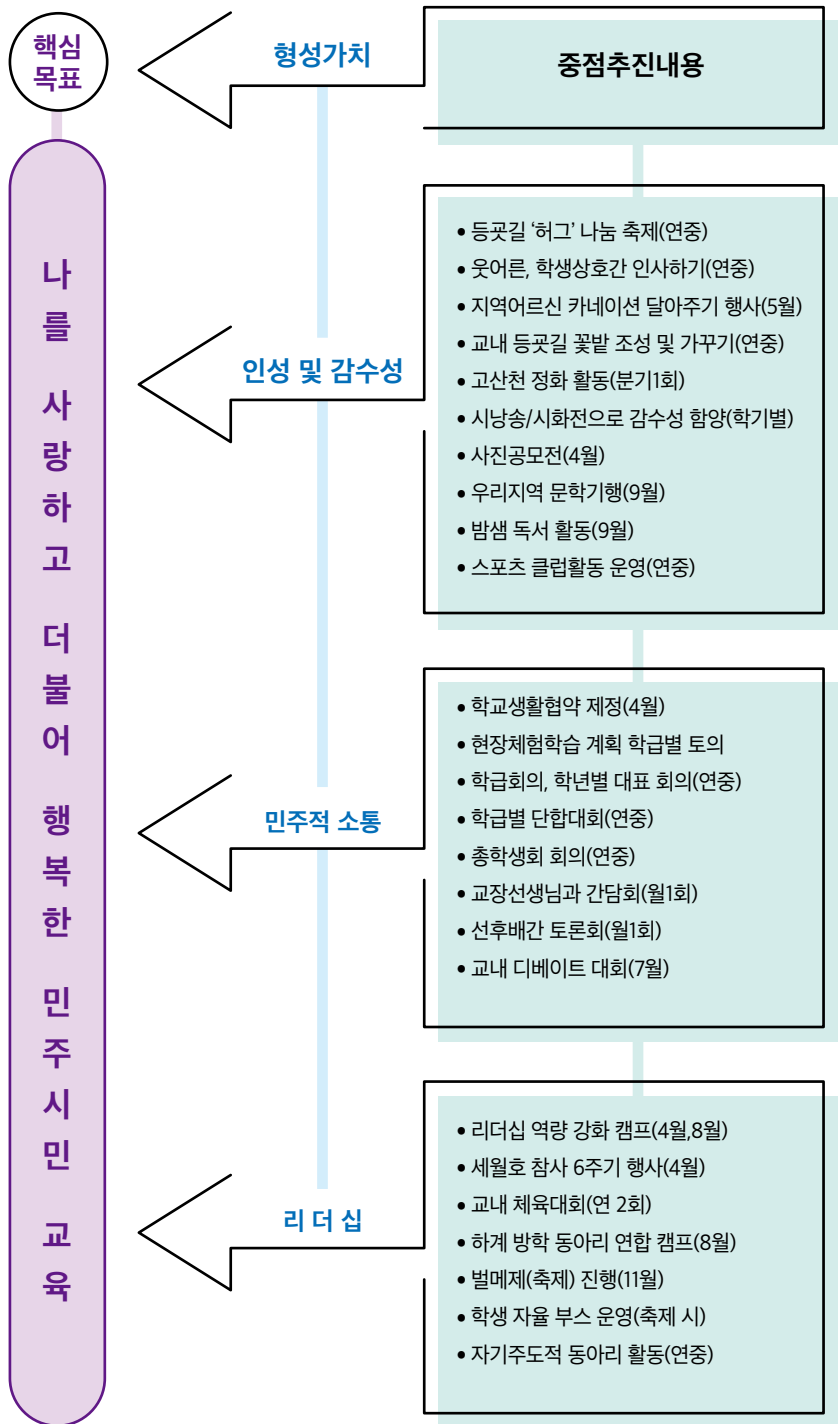 핵심
목표
형성가치
중점추진내용
나를 사랑하고 더불어 행복한 민주시민 교육
인성 및 감수성
• 등굣길 ‘허그’ 나눔 축제(연중)
• 웃어른, 학생상호간 인사하기(연중)
• 지역어르신 카네이션 달아주기 행사(5월)
• 교내 등굣길 꽃밭 조성 및 가꾸기(연중)
• 고산천 정화 활동(분기1회)
• 시낭송/시화전으로 감수성 함양(학기별)
• 사진공모전(4월)
• 우리지역 문학기행(9월)
• 밤샘 독서 활동(9월)
• 스포츠 클럽활동 운영(연중)
민주적 소통
• 학교생활협약 제정(4월)
• 현장체험학습 계획 학급별 토의
• 학급회의, 학년별 대표 회의(연중)
• 학급별 단합대회(연중)
• 총학생회 회의(연중)
• 교장선생님과 간담회(월1회)
• 선후배간 토론회(월1회)
• 교내 디베이트 대회(7월)
리 더 십
• 리더십 역량 강화 캠프(4월,8월)
• 세월호 참사 6주기 행사(4월)
• 교내 체육대회(연 2회)
• 하계 방학 동아리 연합 캠프(8월)
• 벌메제(축제) 진행(11월)
• 학생 자율 부스 운영(축제 시)
• 자기주도적 동아리 활동(연중)